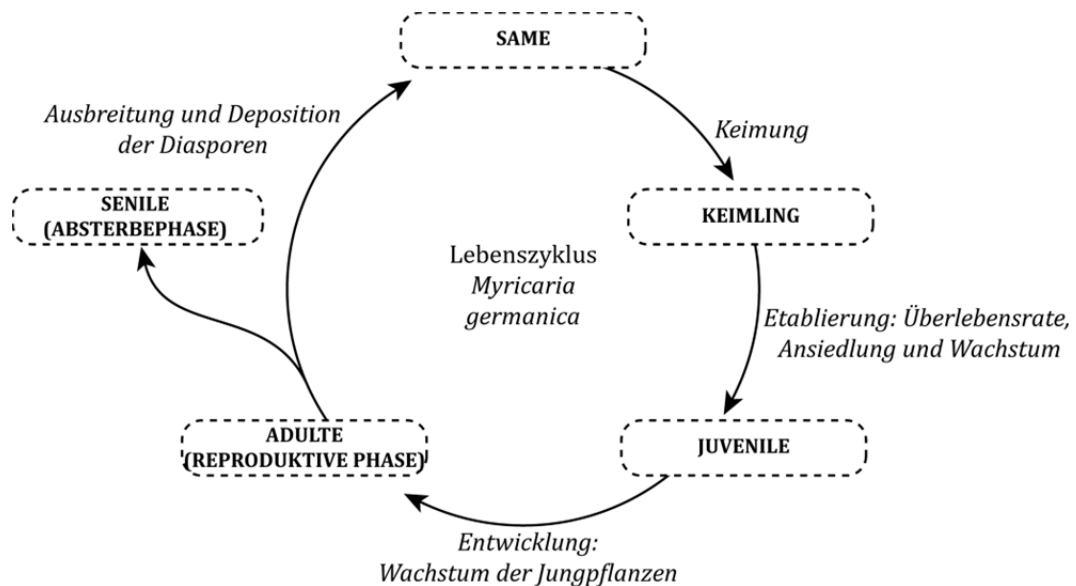 SAME
Ausbreitung und Deposition
der Diasporen
Keimung
SENILE
(ABSTERBEPHASE)
KEIMLING
Lebenszyklus
Myricaria
germanica
Etablierung: Überlebensrate,
Ansiedlung und Wachstum
ADULTE
(REPRODUKTIVE PHASE)
JUVENILE
Entwicklung:
Wachstum der Jungpflanzen